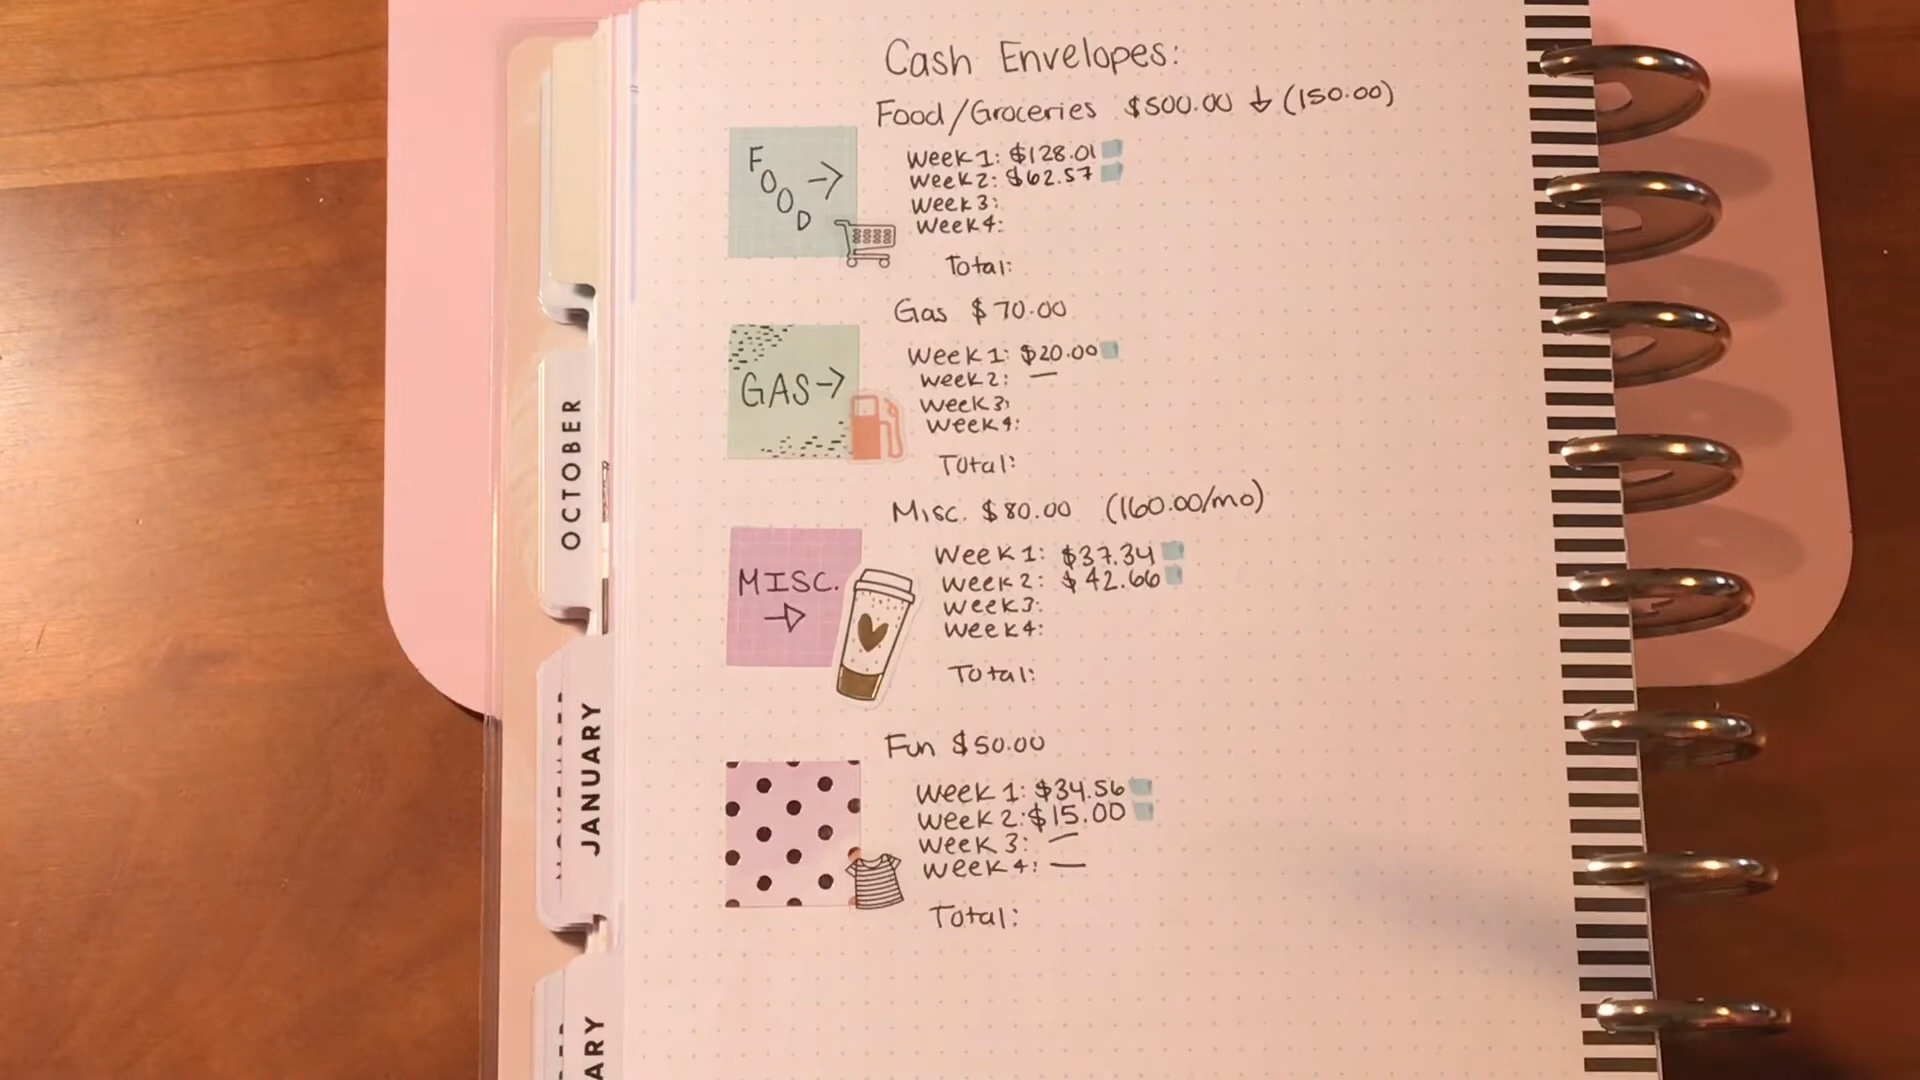 Cash Envelopes:
Food/Groceries $500.00 ↓ (150.00)
FOOD →
Week 1: $128.01
Week 2: $62.57
Week 3:
Week 4:
Total:
Gas $70.00
GAS →
Week 1: $20.00
Week 2: —
Week 3:
Week 4:
Total:
Misc. $80.00 (160.00/mo)
MISC. →
Week 1: $37.34
Week 2: $42.66
Week 3:
Week 4:
Total:
Fun $50.00
Week 1: $34.56
Week 2: $15.00
Week 3: —
Week 4: —
Total:
OCTOBER
JANUARY